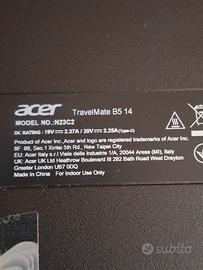 acer
TravelMate B5 14
MODEL NO.:N23C2
DC RATING : 19V 2.37A / 20V 2.25A(Type-C)
Product of Acer Inc.
Acer and Acer logo are registered trademarks of Acer Inc.
8F, 88, Sec.1 Xintai 5th Rd., New Taipei City
EU: Acer Italy s.r.l Viale delle Industrie 1/A, 20044 Arese (MI) Italy
UK: Acer UK Ltd Heathrow Boulevard III 282 Bath Road West Drayton
Greater London UB7 0DQ
For Indoor Use Only
subito